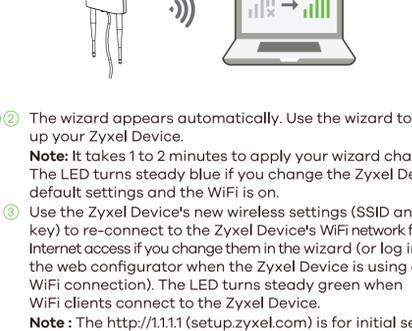 ② The wizard appears automatically. Use the wizard to
up your Zyxel Device.
Note: It takes 1 to 2 minutes to apply your wizard
The LED turns steady blue if you change the Zyxel
default settings and the WiFi is on.
③ Use the Zyxel Device's new wireless settings (SSID
key) to re-connect to the Zyxel Device's WiFi network
Internet access if you change them in the wizard (or log
the web configurator when the Zyxel Device is using
WiFi connection). The LED turns steady green when
WiFi clients connect to the Zyxel Device.
Note : The http://1.1.1.1 (setup.zyxel.com) is for initial